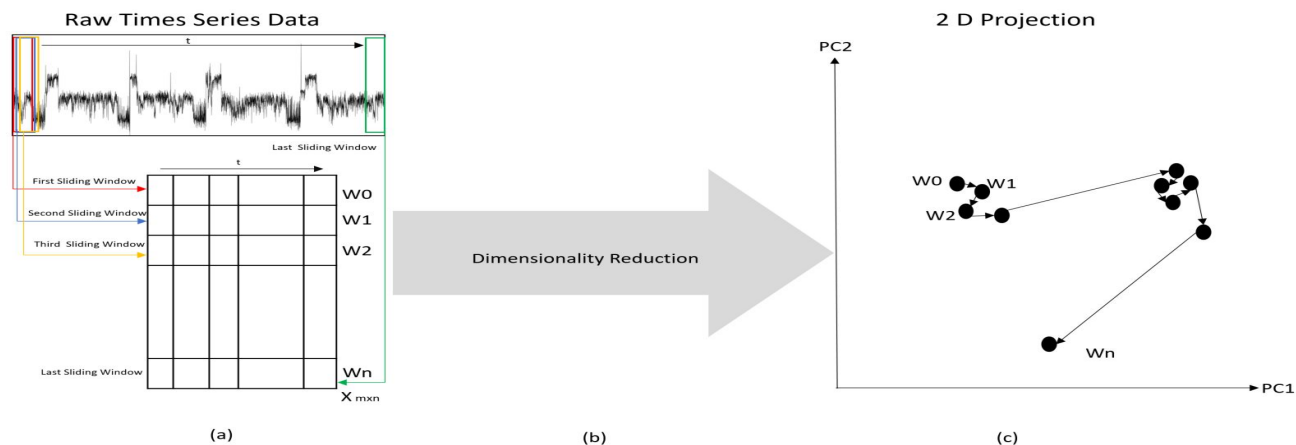 Raw Times Series Data
t
Last Sliding Window
t
First Sliding Window
W0
Second Sliding Window
W1
Third Sliding Window
W2
Last Sliding Window
Wn
X mxn
(a)
Dimensionality Reduction
(b)
2 D Projection
PC2
W0
W1
W2
Wn
PC1
(c)